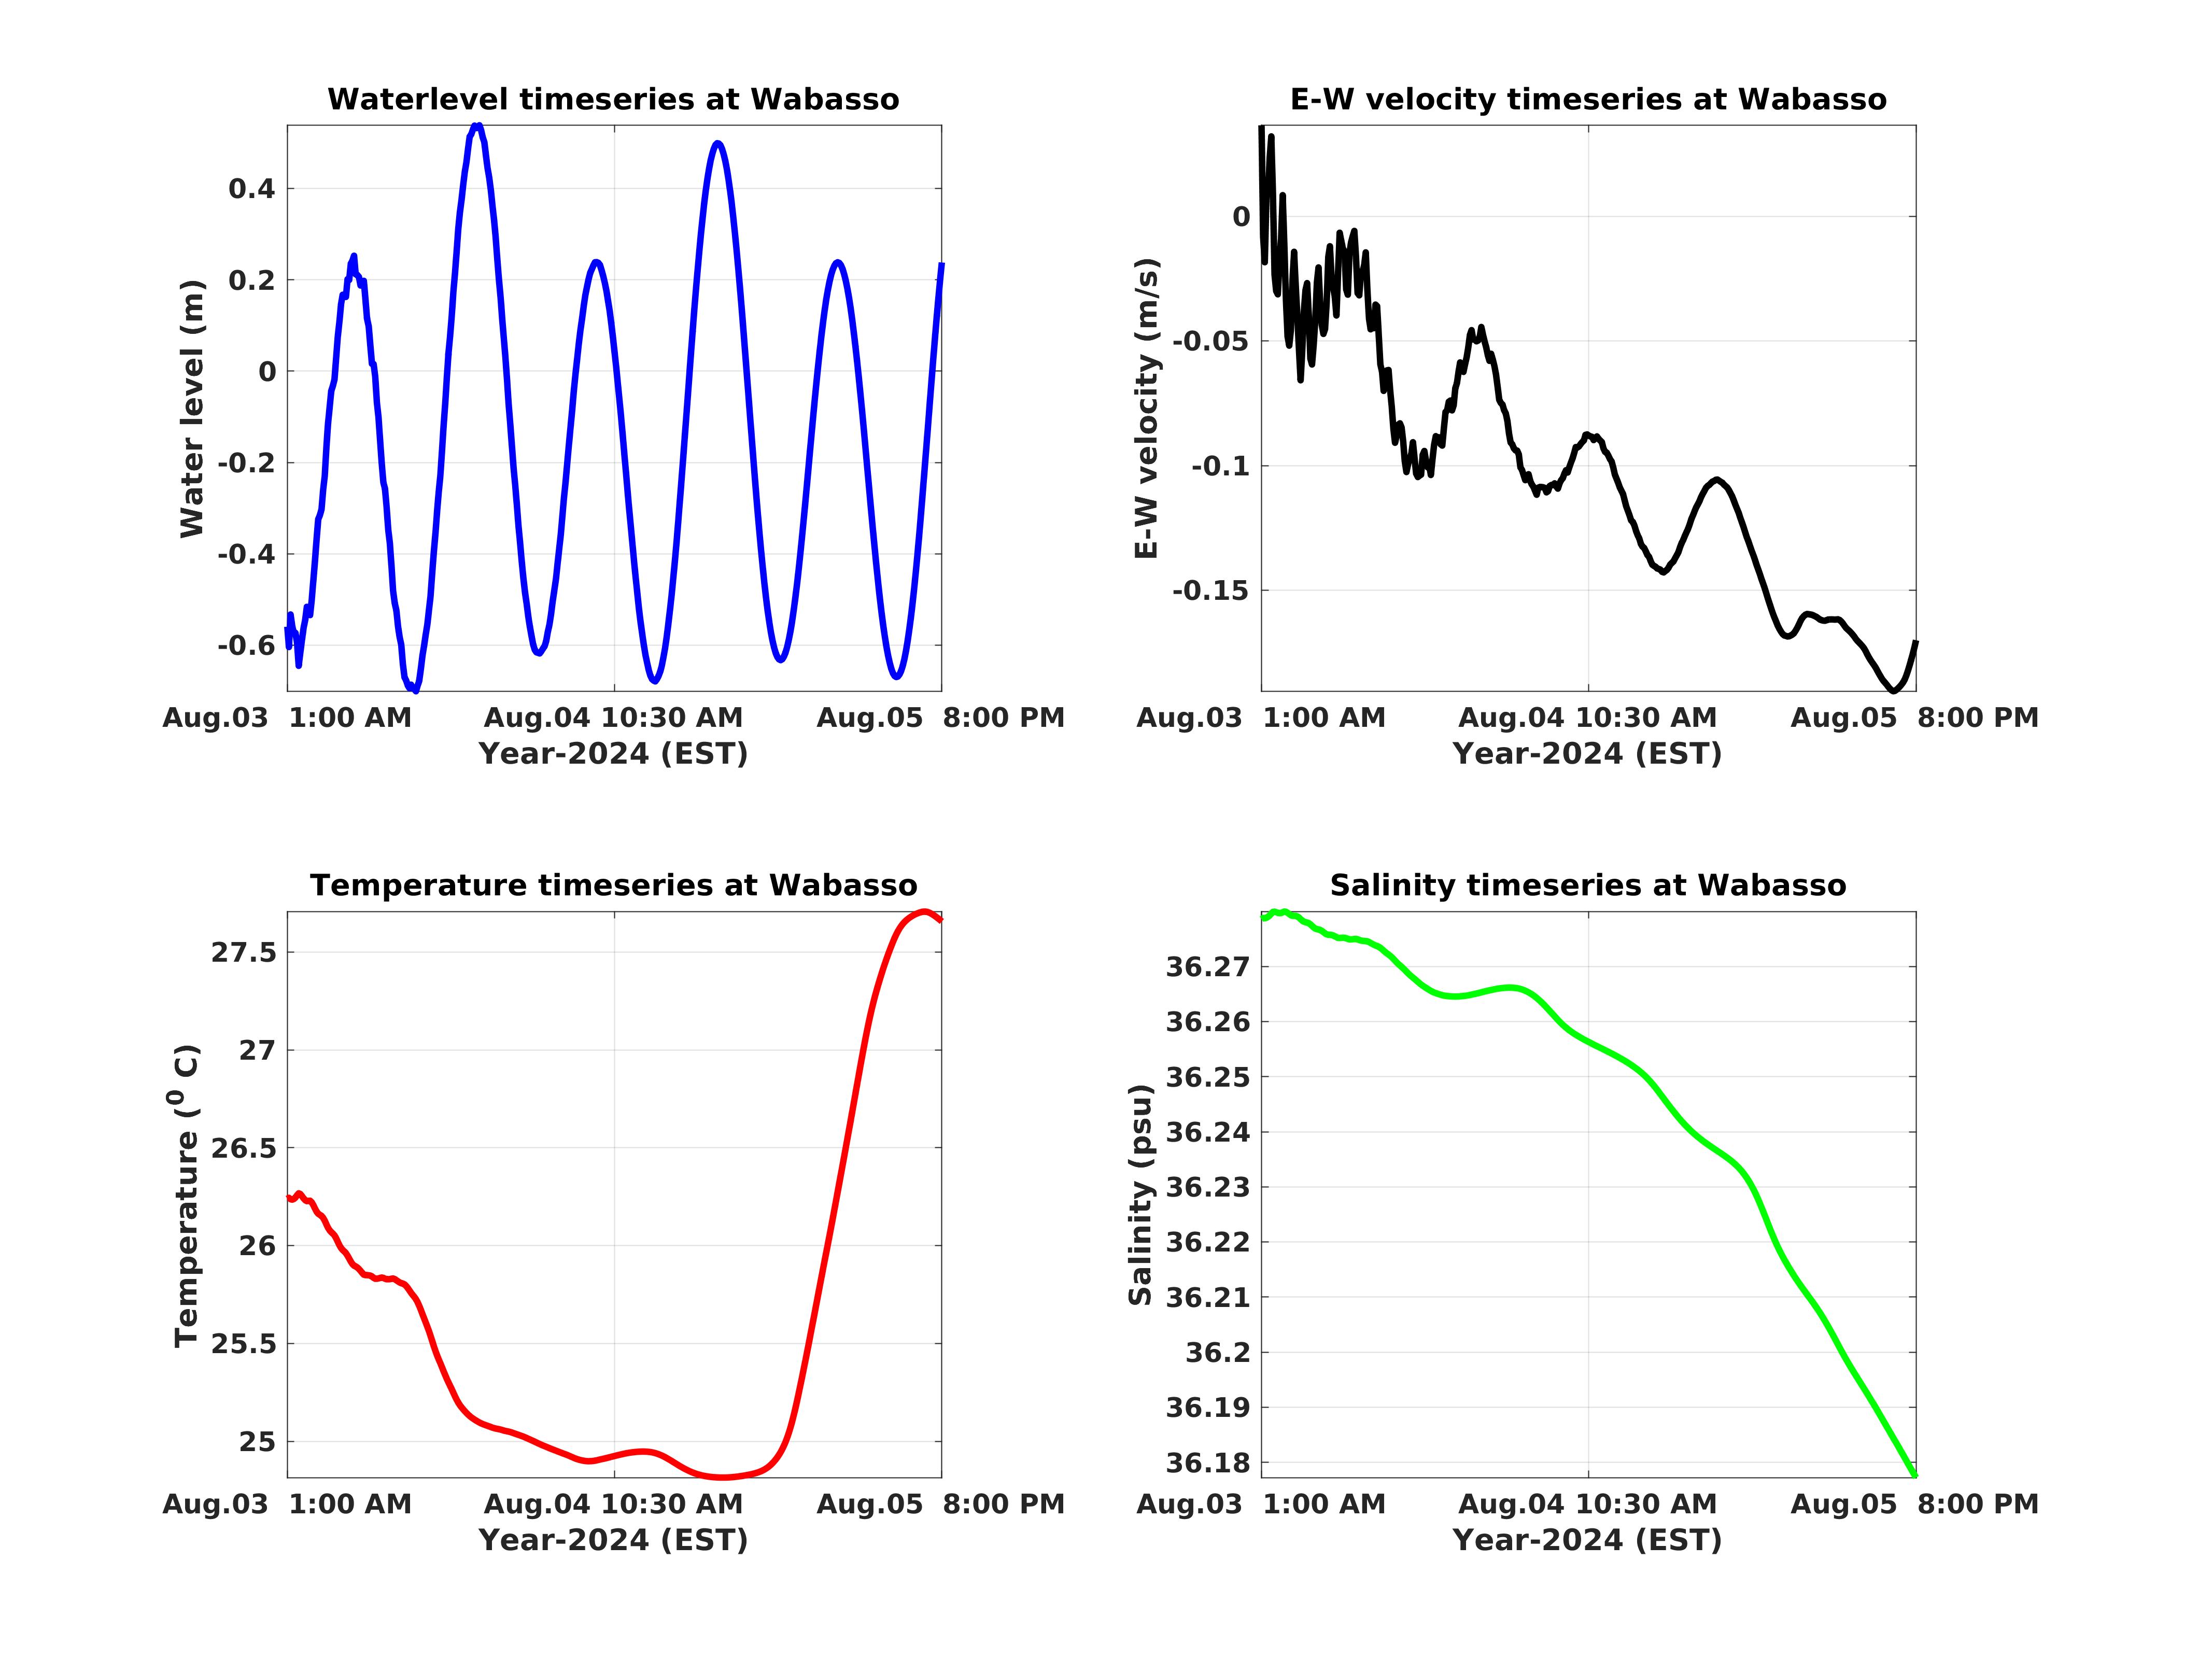 Waterlevel timeseries at Wabasso
0.4
0.2
0
-0.2
-0.4
-0.6
Water level (m)
Aug.03 1:00 AM
Aug.04 10:30 AM
Aug.05 8:00 PM
Year-2024 (EST)
E-W velocity timeseries at Wabasso
0
-0.05
-0.1
-0.15
E-W velocity (m/s)
Aug.03 1:00 AM
Aug.04 10:30 AM
Aug.05 8:00 PM
Year-2024 (EST)
Temperature timeseries at Wabasso
27.5
27
26.5
26
25.5
25
Temperature (⁰ C)
Aug.03 1:00 AM
Aug.04 10:30 AM
Aug.05 8:00 PM
Year-2024 (EST)
Salinity timeseries at Wabasso
36.27
36.26
36.25
36.24
36.23
36.22
36.21
36.2
36.19
36.18
Salinity (psu)
Aug.03 1:00 AM
Aug.04 10:30 AM
Aug.05 8:00 PM
Year-2024 (EST)